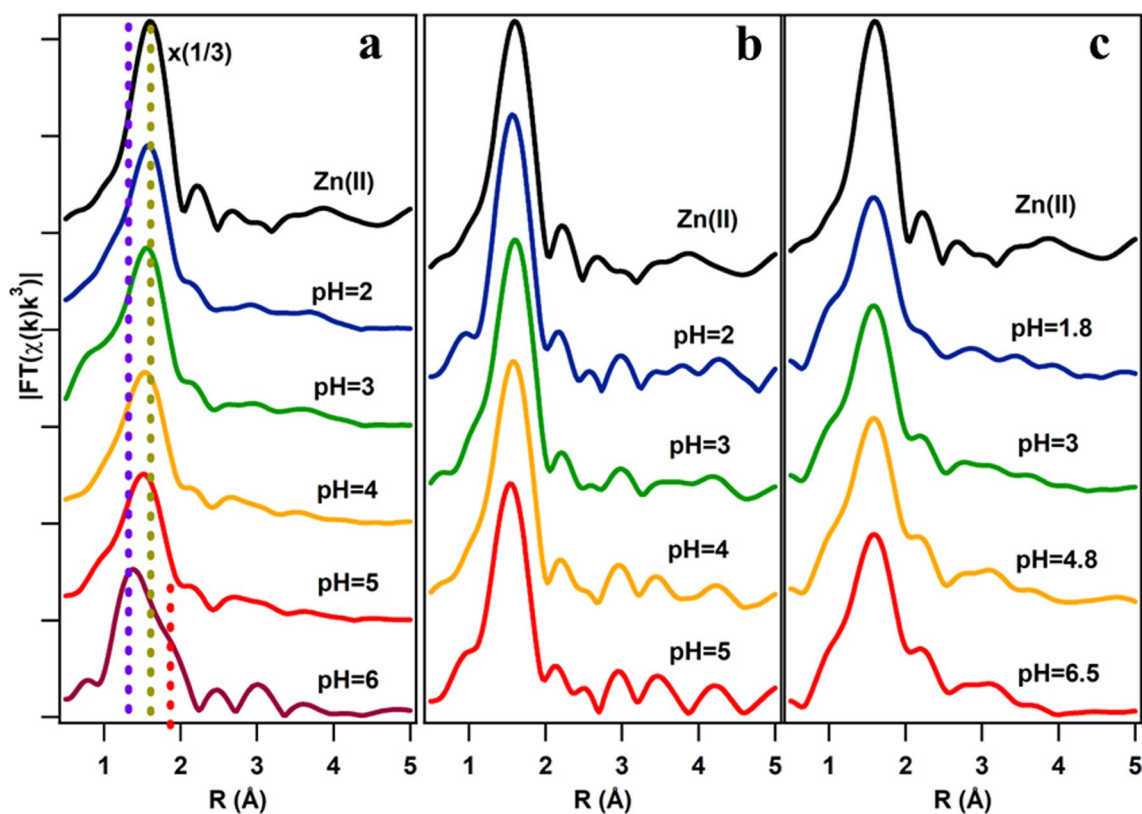 |FT(χ(k)k³)|
a
x(1/3)
Zn(II)
pH=2
pH=3
pH=4
pH=5
pH=6
1 2 3 4 5
R (Å)
b
Zn(II)
pH=2
pH=3
pH=4
pH=5
1 2 3 4 5
R (Å)
c
Zn(II)
pH=1.8
pH=3
pH=4.8
pH=6.5
1 2 3 4 5
R (Å)